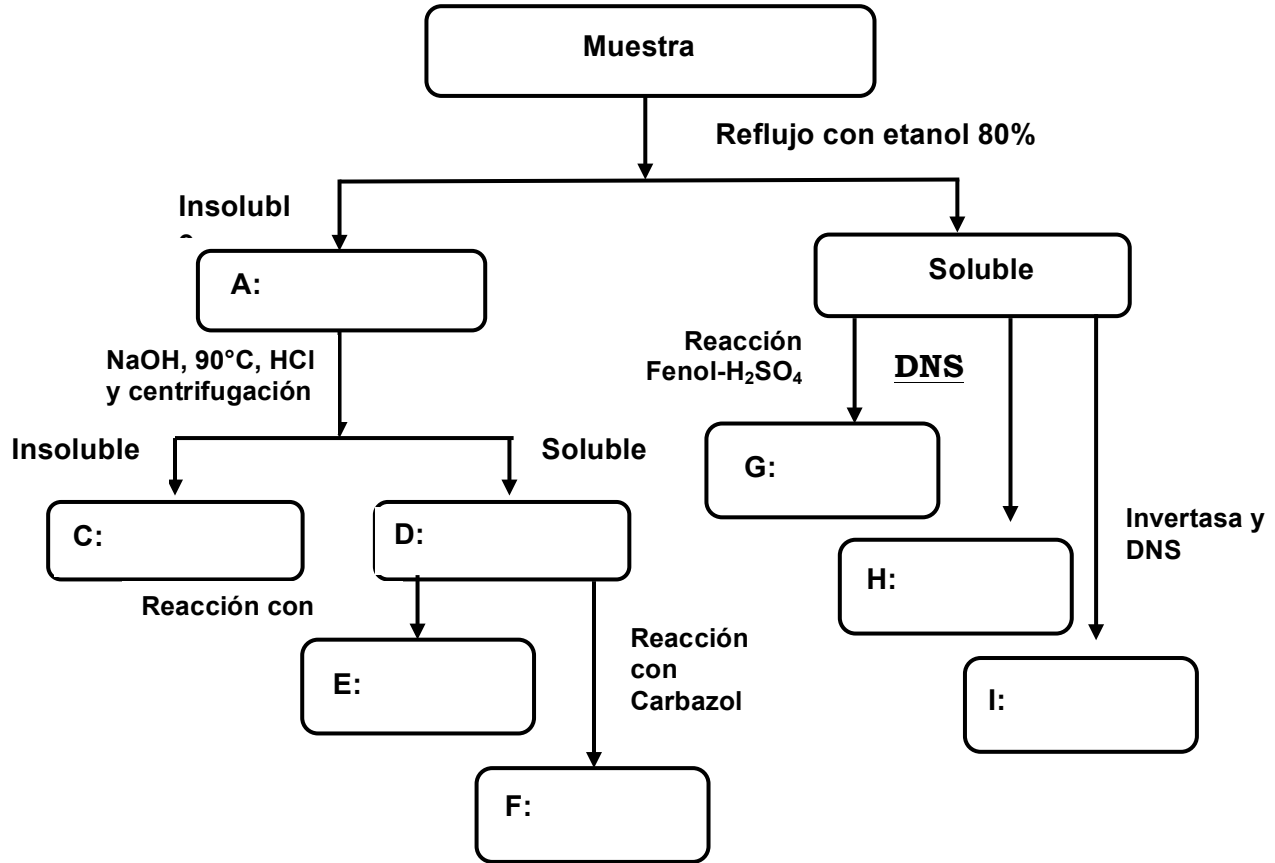 Muestra
Reflujo con etanol 80%
Insolubl
A:
Soluble
NaOH, 90°C, HCl
y centrifugación
Reacción
Fenol-H₂SO₄
DNS
Insoluble
Soluble
G:
C:
D:
Invertasa y
DNS
H:
Reacción con
E:
Reacción
con
Carbazol
I:
F: